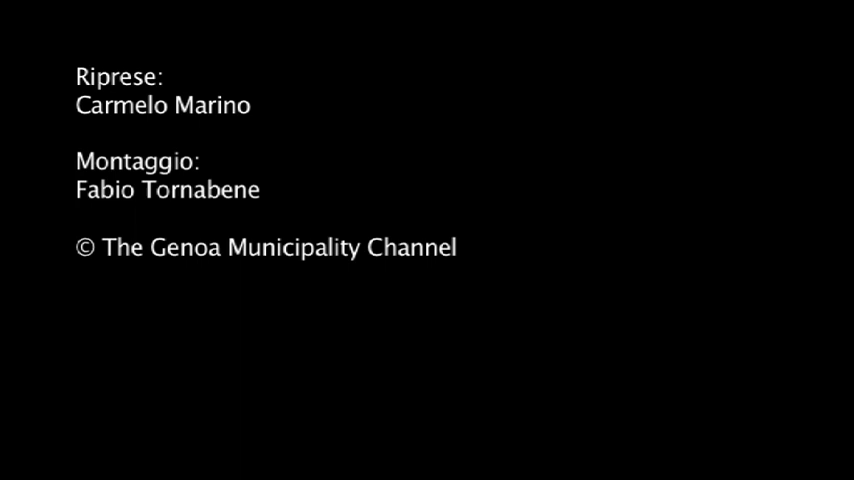 Riprese:
Carmelo Marino
Montaggio:
Fabio Tornabene
© The Genoa Municipality Channel